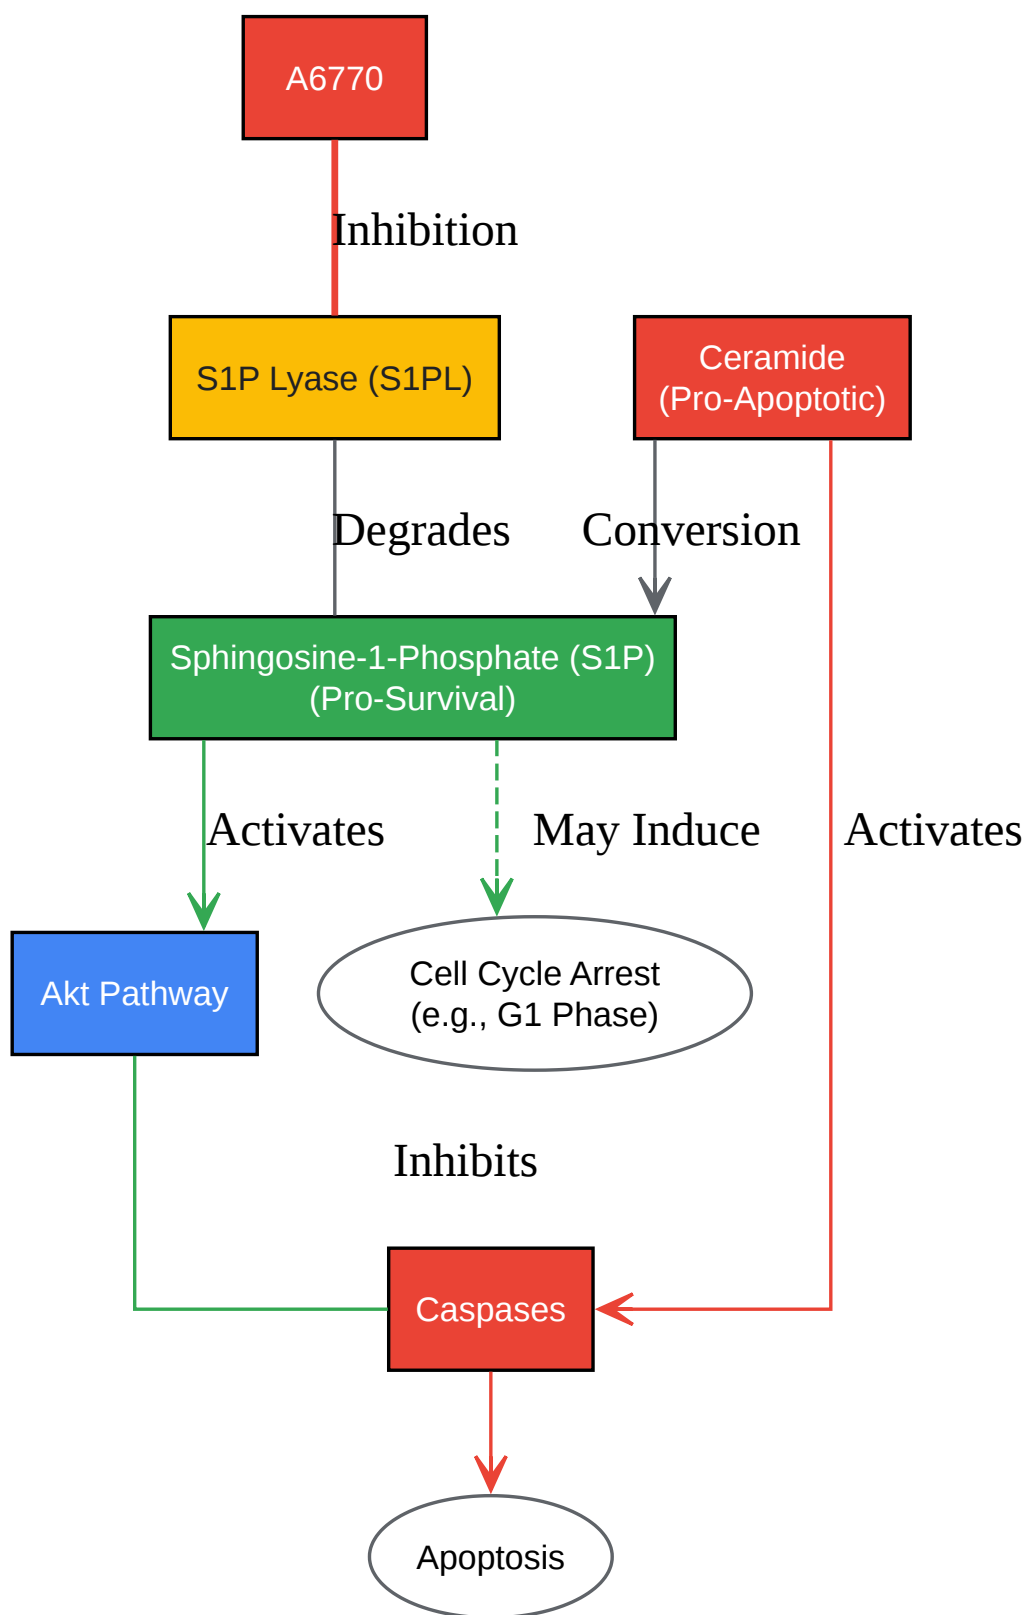 A6770
Inhibition
S1P Lyase (S1PL)
Ceramide
(Pro-Apoptotic)
Degrades
Conversion
Sphingosine-1-Phosphate (S1P)
(Pro-Survival)
Activates
May Induce
Activates
Akt Pathway
Cell Cycle Arrest
(e.g., G1 Phase)
Inhibits
Caspases
Apoptosis